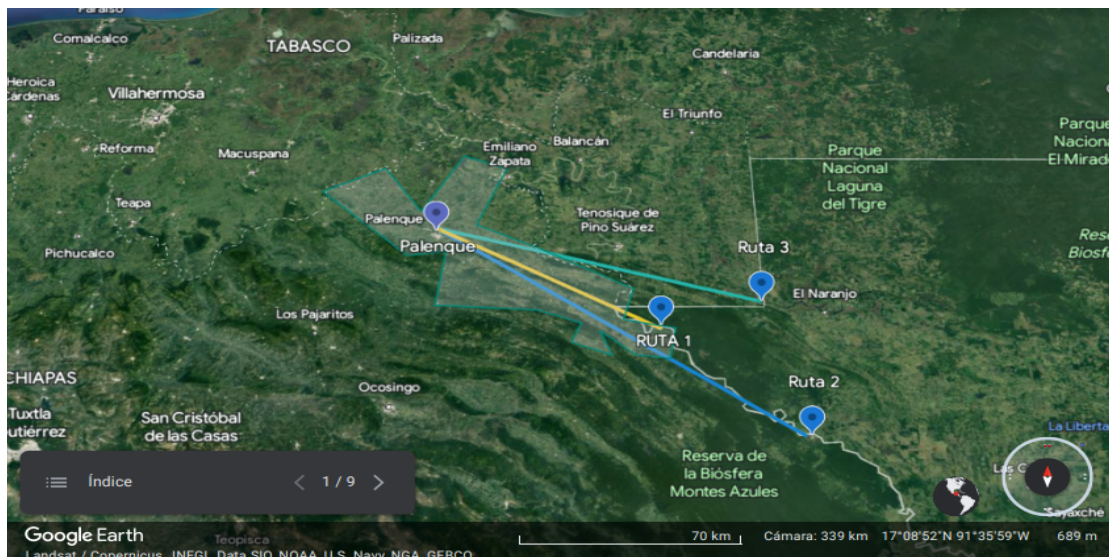 Paraíso
Comalcalco
TABASCO
Palizada
Candelaria
Heroica
Cárdenas
Villahermosa
El Triunfo
Reforma
Macuspana
Emiliano
Zapata
Balancán
Parque
Nacional
Laguna
del Tigre
Parque
Nacional
El Mirador
Teapa
Palenque
Palenque
Tenosique de
Pino Suárez
Pichucalco
Ruta 3
El Naranjo
Los Pajaritos
RUTA 1
CHIAPAS
Ocosingo
Ruta 2
Tuxtla
Gutiérrez
San Cristóbal
de las Casas
La Liberta
Reserva de
la Biósfera
Montes Azules
Índice
1 / 9
Sayaxché
Google Earth
Teopisca
70 km
Cámara: 339 km
17°08'52"N 91°35'59"W
689 m
Landsat / Copernicus, INEGI, Data SIO, NOAA, U.S. Navy, NGA, GEBCO